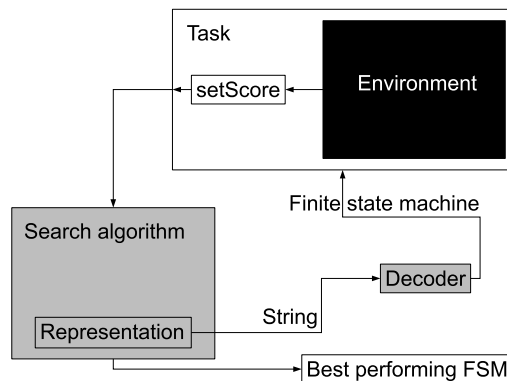 Task
Environment
setScore
Finite state machine
Search algorithm
Decoder
String
Representation
Best performing FSM